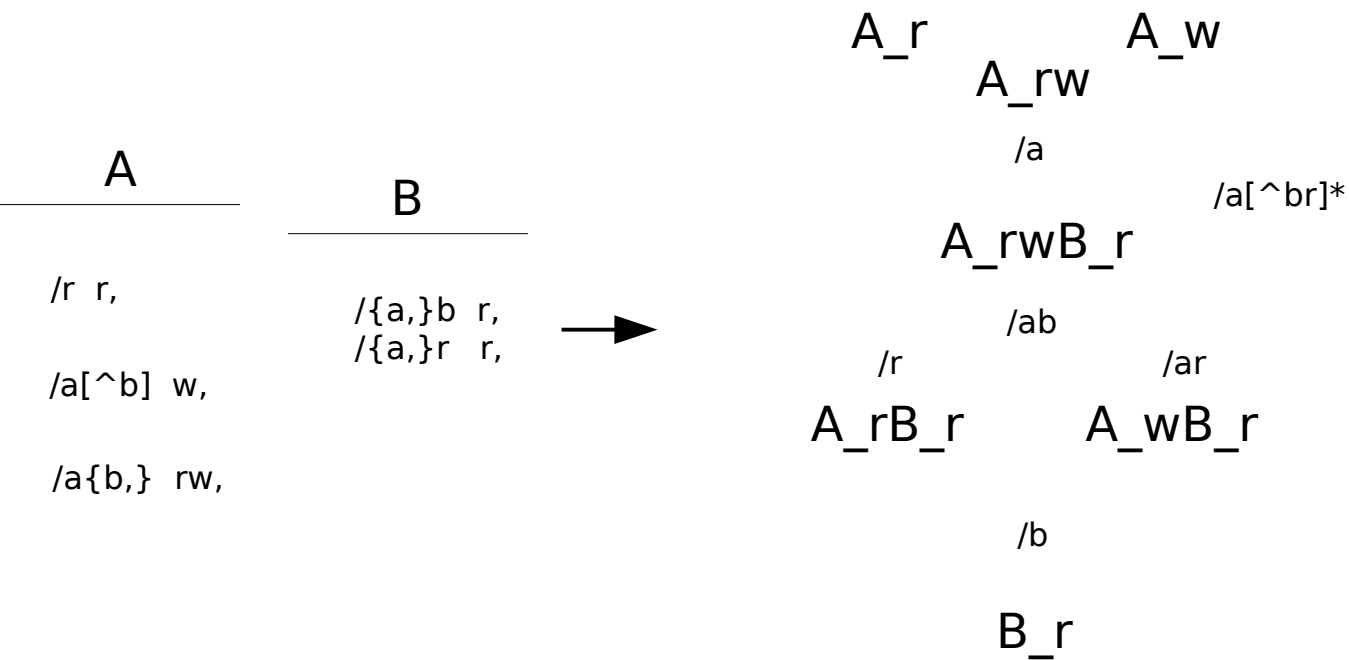 A
/r r,
/a[^b] w,
/a{b,} rw,
B
/{a,}b r,
/{a,}r r,
A_r
A_w
A_rw
/a
/a[^br]*
A_rwB_r
/ab
/r
/ar
A_rB_r
A_wB_r
/b
B_r